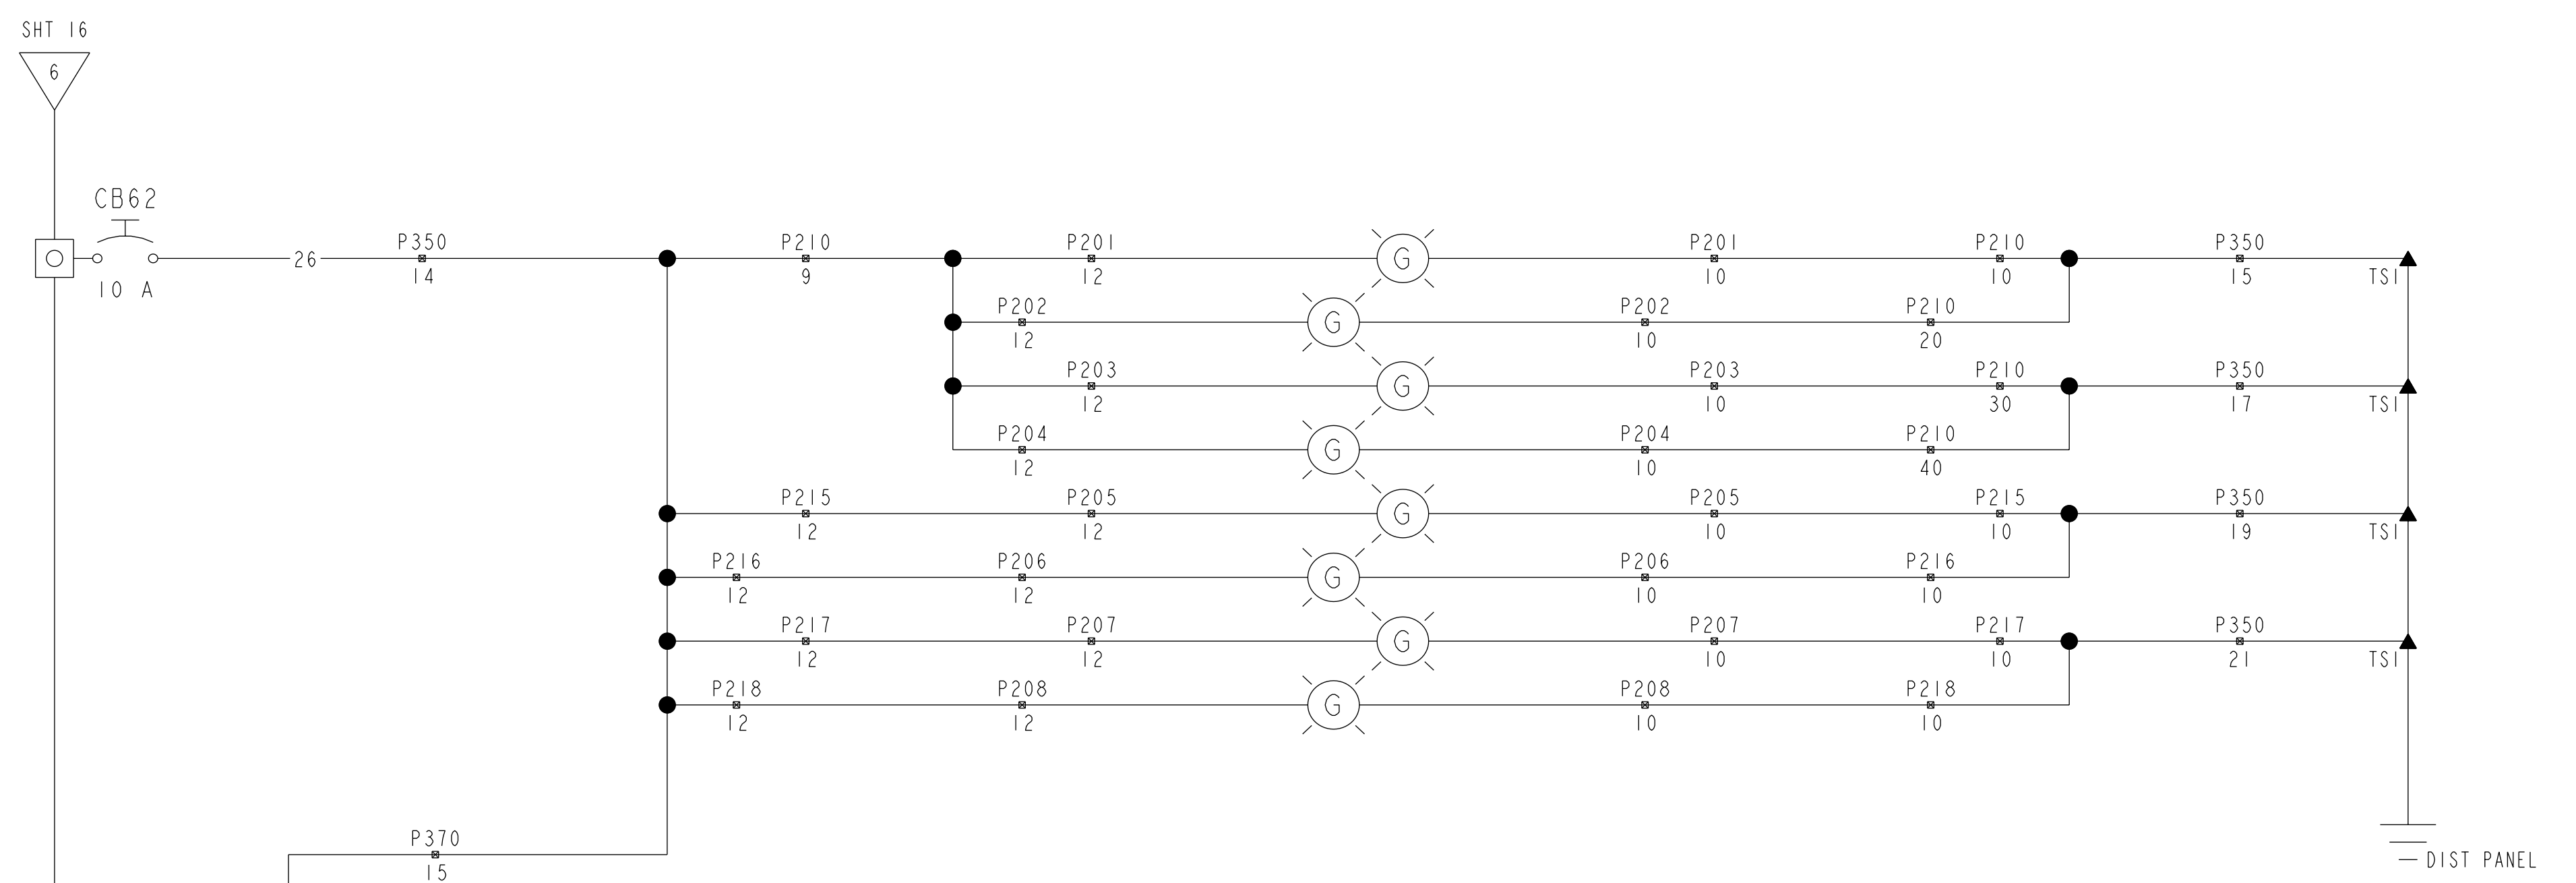 SHT 16
6
CB62
10 A
26
P350 P210 P201 P201 P210 P350
14 9 12 G 10 10 15 TS1
P202 P202 P210
12 G 10 20
P203 P203 P210 P350
12 G 10 30 17 TS1
P204 P204 P210
12 G 10 40
P215 P205 P205 P215 P350
12 12 G 10 10 19 TS1
P216 P206 P206 P216
12 12 G 10 10
P217 P207 P207 P217 P350
12 12 G 10 10 21 TS1
P218 P208 P208 P218
12 12 G 10 10
P370
15
DIST PANEL